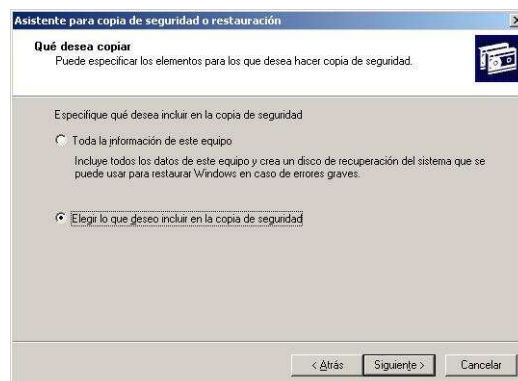 Asistente para copia de seguridad o restauración
Qué desea copiar
Puede especificar los elementos para los que desea hacer copia de seguridad.
Especifique qué desea incluir en la copia de seguridad
Toda la información de este equipo
Incluye todos los datos de este equipo y crea un disco de recuperación del sistema que se
puede usar para restaurar Windows en caso de errores graves.
Elegir lo que deseo incluir en la copia de seguridad
< Atrás Siguiente > Cancelar